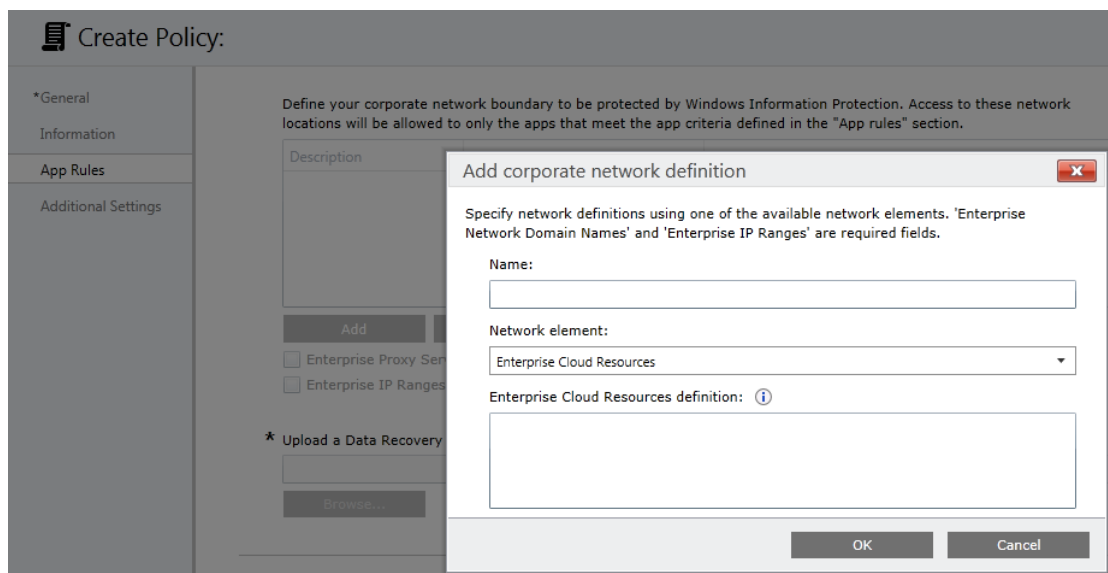 Create Policy:
*General
Information
App Rules
Additional Settings
Define your corporate network boundary to be protected by Windows Information Protection. Access to these network
locations will be allowed to only the apps that meet the app criteria defined in the "App rules" section.
Description
Add
Enterprise Proxy Ser
Enterprise IP Ranges
* Upload a Data Recovery
Browse...
Add corporate network definition
Specify network definitions using one of the available network elements. 'Enterprise
Network Domain Names' and 'Enterprise IP Ranges' are required fields.
Name:
Network element:
Enterprise Cloud Resources
Enterprise Cloud Resources definition:
OK
Cancel